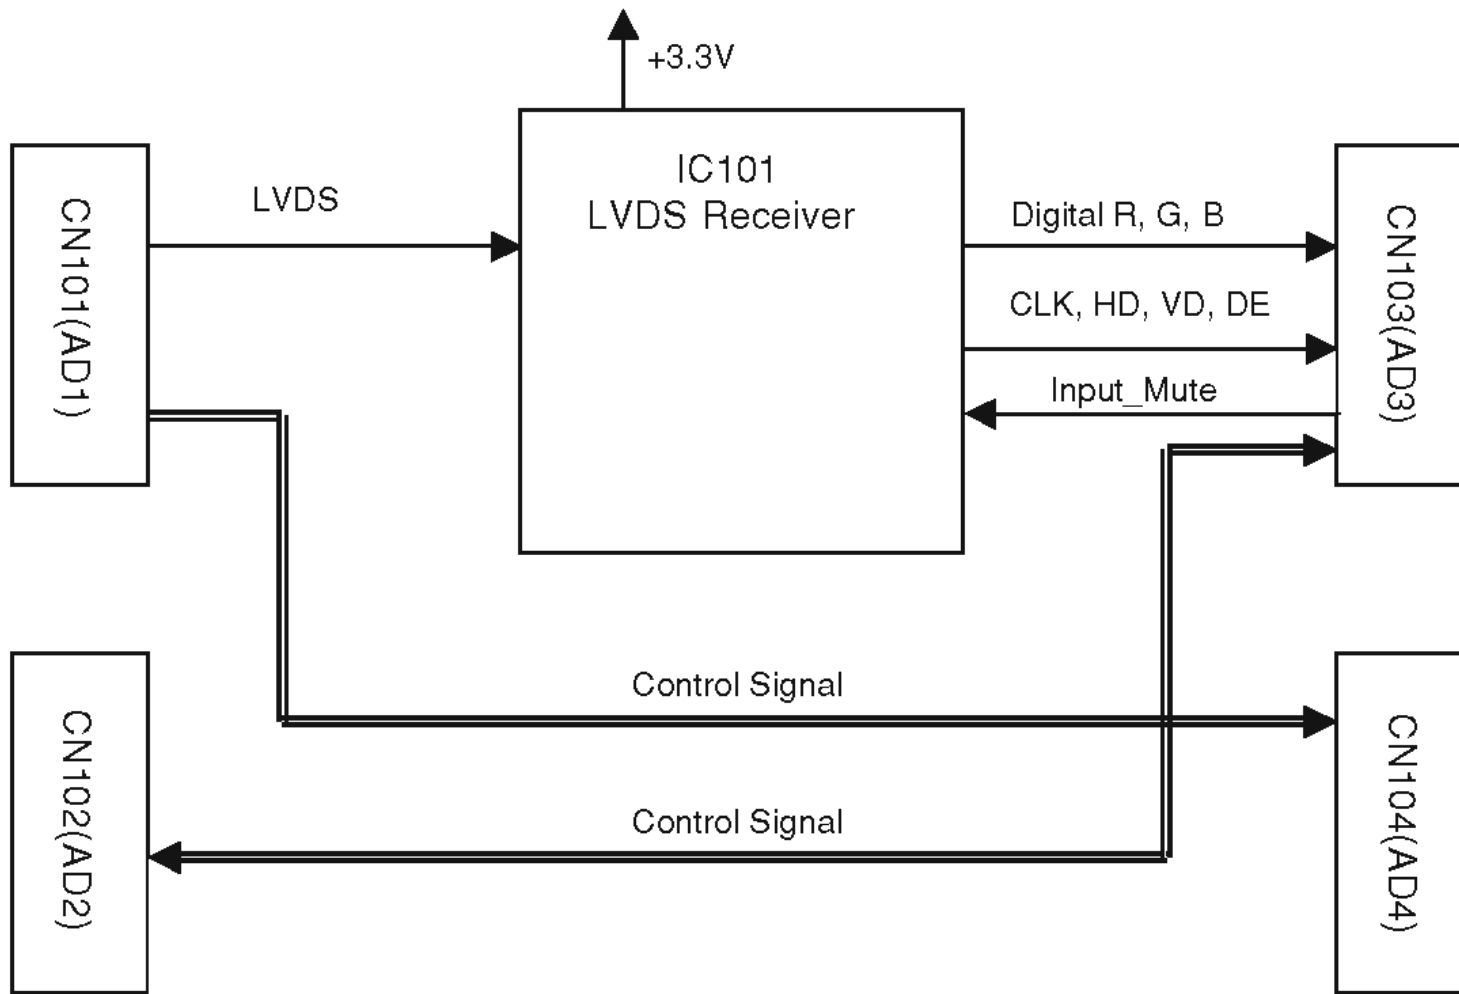 +3.3V
IC101
LVDS Receiver
CN101(AD1)
LVDS
Digital R, G, B
CLK, HD, VD, DE
Input_Mute
CN103(AD3)
Control Signal
Control Signal
CN102(AD2)
CN104(AD4)